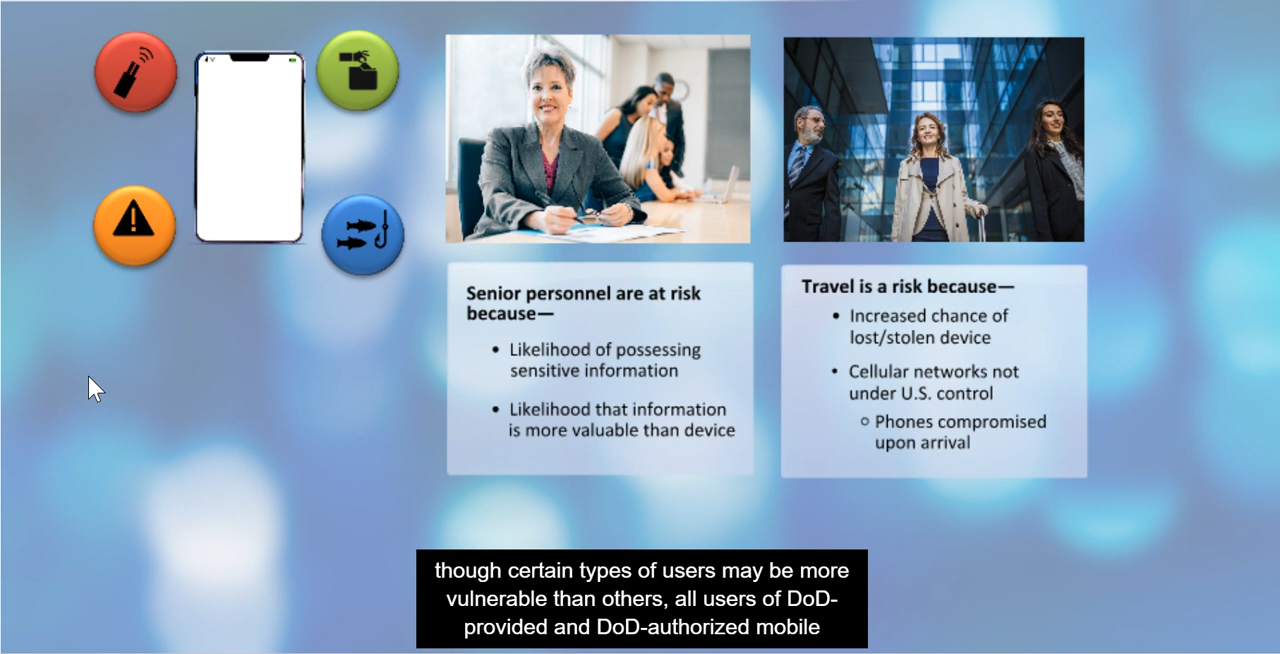 Senior personnel are at risk
because—
• Likelihood of possessing
sensitive information
• Likelihood that information
is more valuable than device
Travel is a risk because—
• Increased chance of
lost/stolen device
• Cellular networks not
under U.S. control
○ Phones compromised
upon arrival
though certain types of users may be more
vulnerable than others, all users of DoD-
provided and DoD-authorized mobile